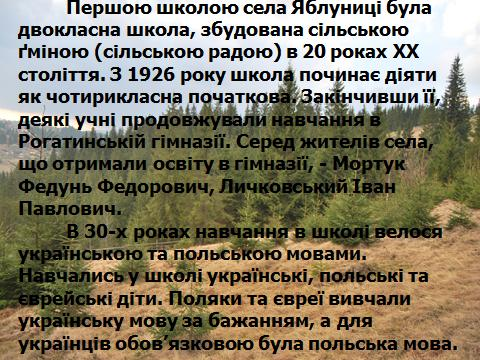 Першою школою села Яблуниці була
двокласна школа, збудована сільською
ґміною (сільською радою) в 20 роках ХХ
століття. З 1926 року школа починає діяти
як чотирикласна початкова. Закінчивши її,
деякі учні продовжували навчання в
Рогатинській гімназії. Серед жителів села,
що отримали освіту в гімназії, - Мортук
Федунь Федорович, Личковський Іван
Павлович.
В 30-х роках навчання в школі велося
українською та польською мовами.
Навчались у школі українські, польські та
єврейські діти. Поляки та євреї вивчали
українську мову за бажанням, а для
українців обов’язковою була польська мова.